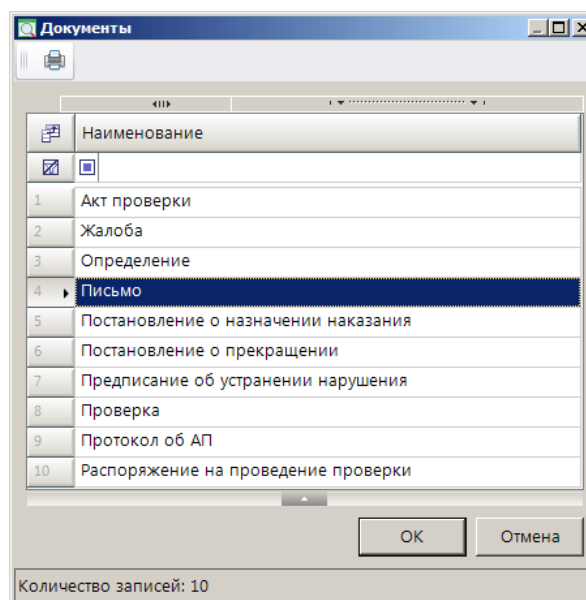 Документы
Наименование
1 Акт проверки
2 Жалоба
3 Определение
4 Письмо
5 Постановление о назначении наказания
6 Постановление о прекращении
7 Предписание об устранении нарушения
8 Проверка
9 Протокол об АП
10 Распоряжение на проведение проверки
OK Отмена
Количество записей: 10